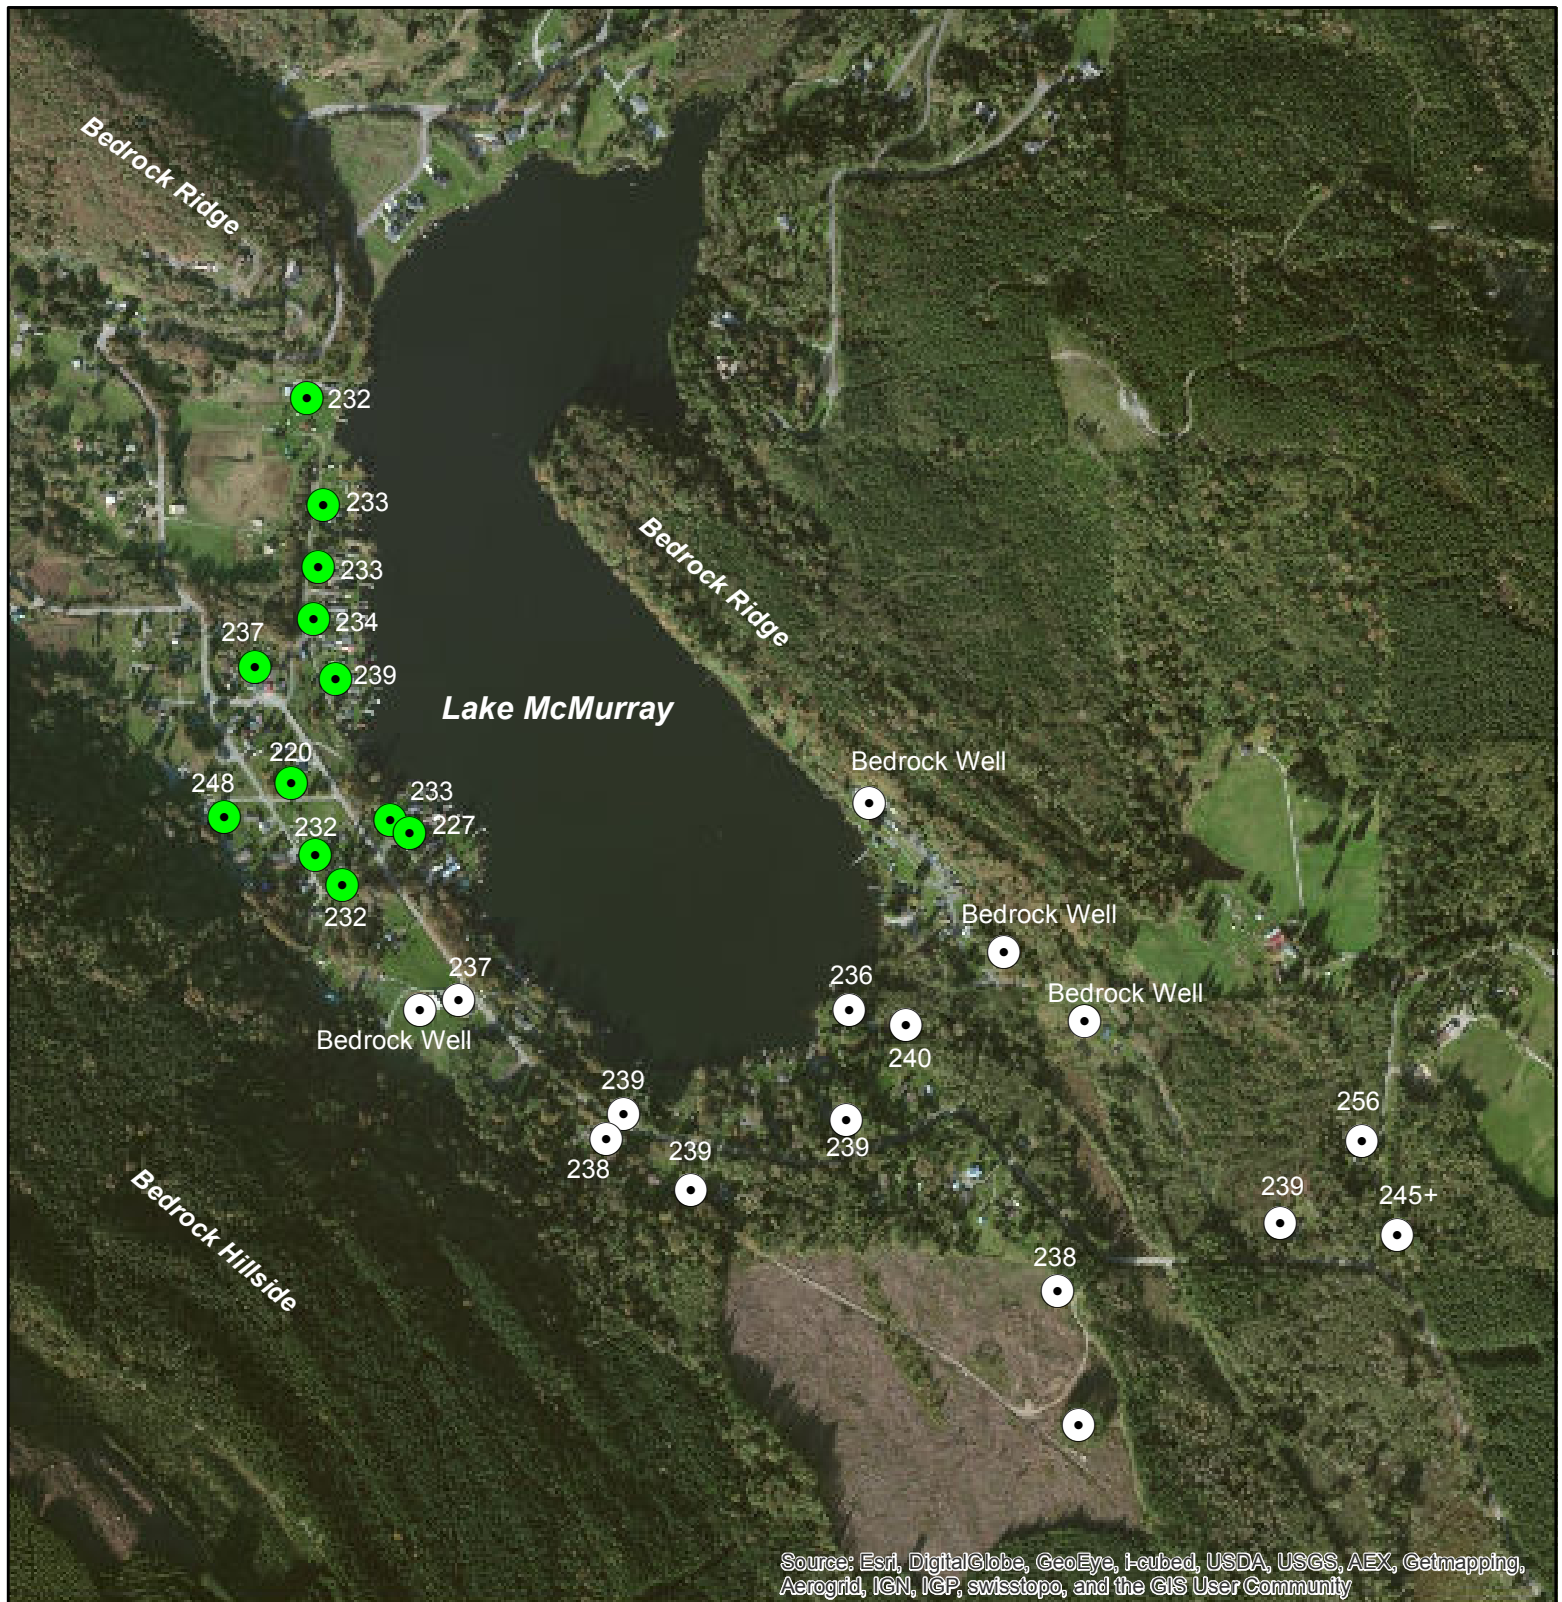 Bedrock Ridge
232
233
Bedrock Ridge
233
234
237
239
Lake McMurray
220
Bedrock Well
248
233
232
227
232
Bedrock Well
237
236
Bedrock Well
Bedrock Well
240
239
256
239
239
238
Bedrock Hillside
239
245+
238
Source: Esri, DigitalGlobe, GeoEye, i-cubed, USDA, USGS, AEX, Getmapping,
Aerogrid, IGN, IGP, swisstopo, and the GIS User Community